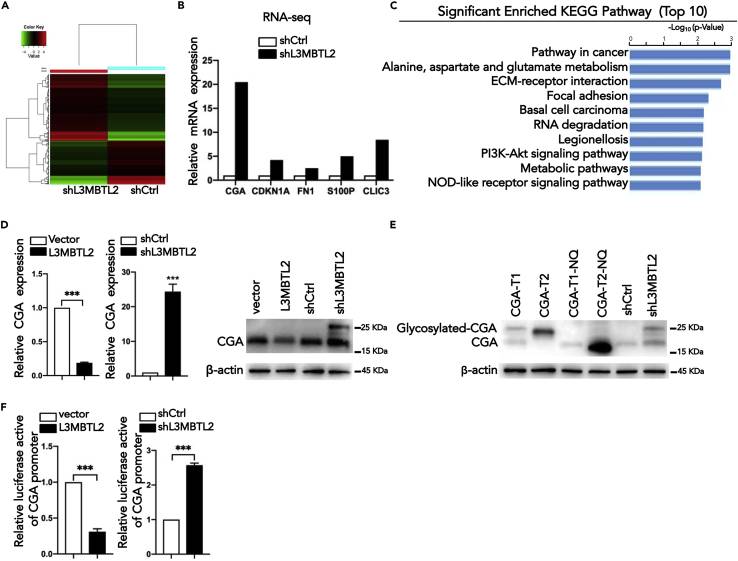 A
Color Key
Value
shL3MBTL2
shCtrl
B
RNA-seq
shCtrl
shL3MBTL2
Relative mRNA expression
25
20
15
10
5
0
CGA CDKN1A FN1 S100P CLIC3
C
Significant Enriched KEGG Pathway (Top 10)
-Log10 (p-Value)
0 1 2 3
Pathway in cancer
Alanine, aspartate and glutamate metabolism
ECM-receptor interaction
Focal adhesion
Basal cell carcinoma
RNA degradation
Legionellosis
PI3K-Akt signaling pathway
Metabolic pathways
NOD-like receptor signaling pathway
D
Vector
L3MBTL2
Relative CGA expression
1.5
1.0
0.5
0.0
***
shCtrl
shL3MBTL2
Relative CGA expression
30
20
10
0
***
vector
L3MBTL2
shCtrl
shL3MBTL2
CGA
25 KDa
15 KDa
β-actin
45 KDa
E
CGA-T1
CGA-T2
CGA-T1-NQ
CGA-T2-NQ
shCtrl
shL3MBTL2
Glycosylated-CGA
CGA
25 KDa
15 KDa
β-actin
45 KDa
F
vector
L3MBTL2
Relative luciferase active
of CGA promoter
1.5
1.0
0.5
0.0
***
shCtrl
shL3MBTL2
Relative luciferase active
of CGA promoter
3
2
1
0
***